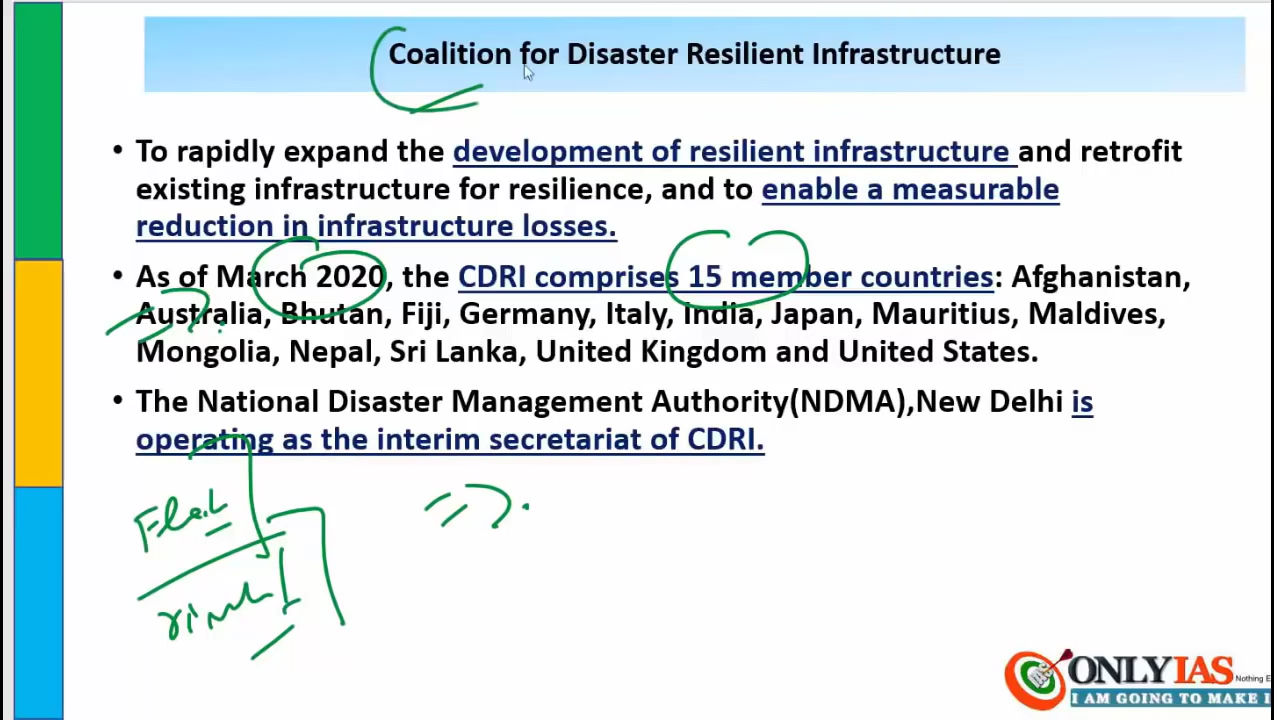 Coalition for Disaster Resilient Infrastructure
• To rapidly expand the development of resilient infrastructure and retrofit
existing infrastructure for resilience, and to enable a measurable
reduction in infrastructure losses.
• As of March 2020, the CDRI comprises 15 member countries: Afghanistan,
Australia, Bhutan, Fiji, Germany, Italy, India, Japan, Mauritius, Maldives,
Mongolia, Nepal, Sri Lanka, United Kingdom and United States.
• The National Disaster Management Authority(NDMA),New Delhi is
operating as the interim secretariat of CDRI.
ONLYIAS
Nothing E
I AM GOING TO MAKE I